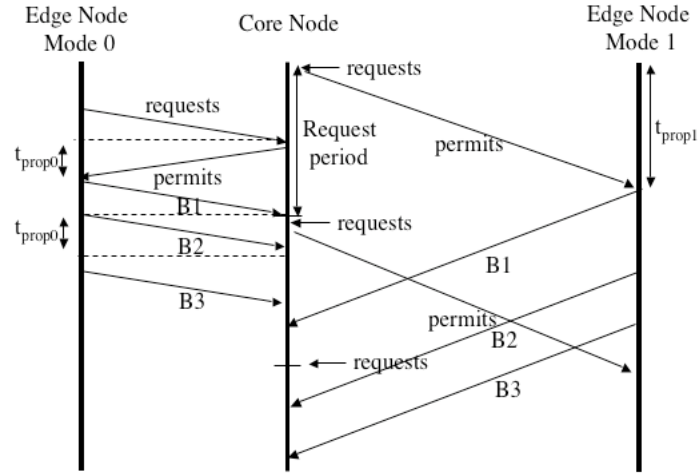 Edge Node
Mode 0
Core Node
Edge Node
Mode 1
requests
requests
Request
period
permits
t_prop1
t_prop0
permits
B1
requests
t_prop0
B2
B1
B3
permits
B2
requests
B3